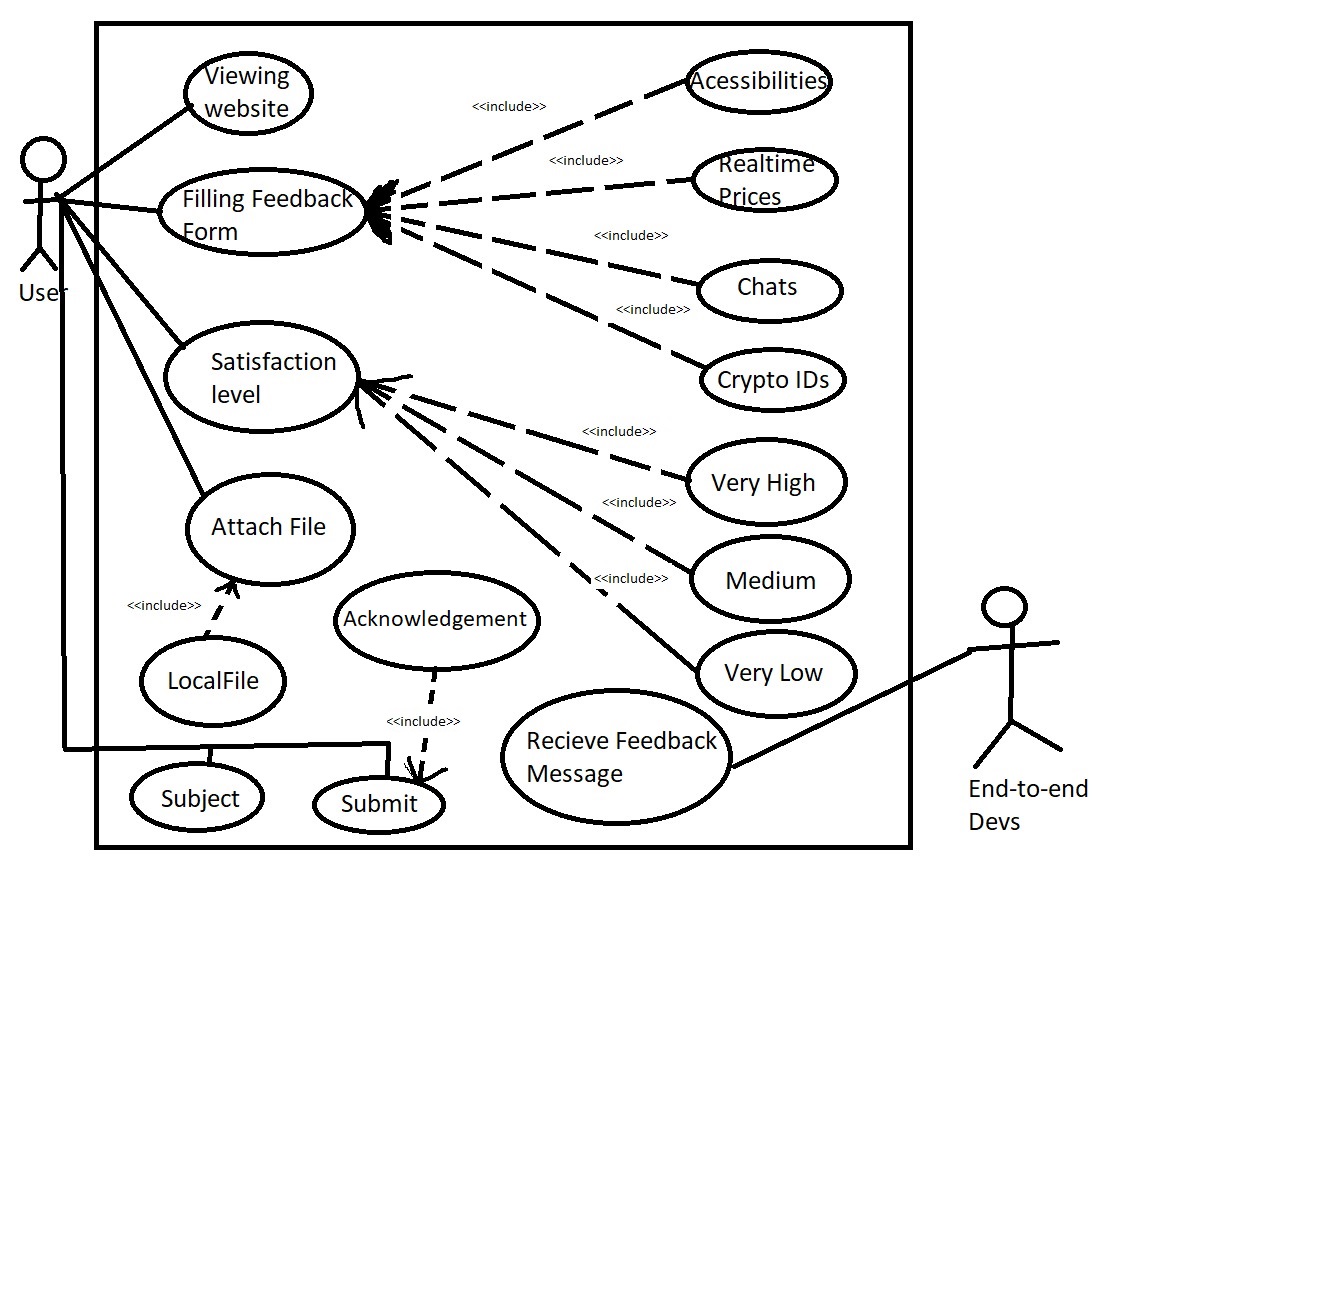 Viewing
website
Acessibilities
<<include>>
<<include>>
Realtime
Prices
Filling Feedback
Form
<<include>>
Chats
User
<<include>>
Crypto IDs
Satisfaction
level
<<include>>
Very High
<<include>>
Attach File
<<include>>
Medium
<<include>>
Acknowledgement
LocalFile
Very Low
<<include>>
Recieve Feedback
Message
Subject
Submit
End-to-end
Devs